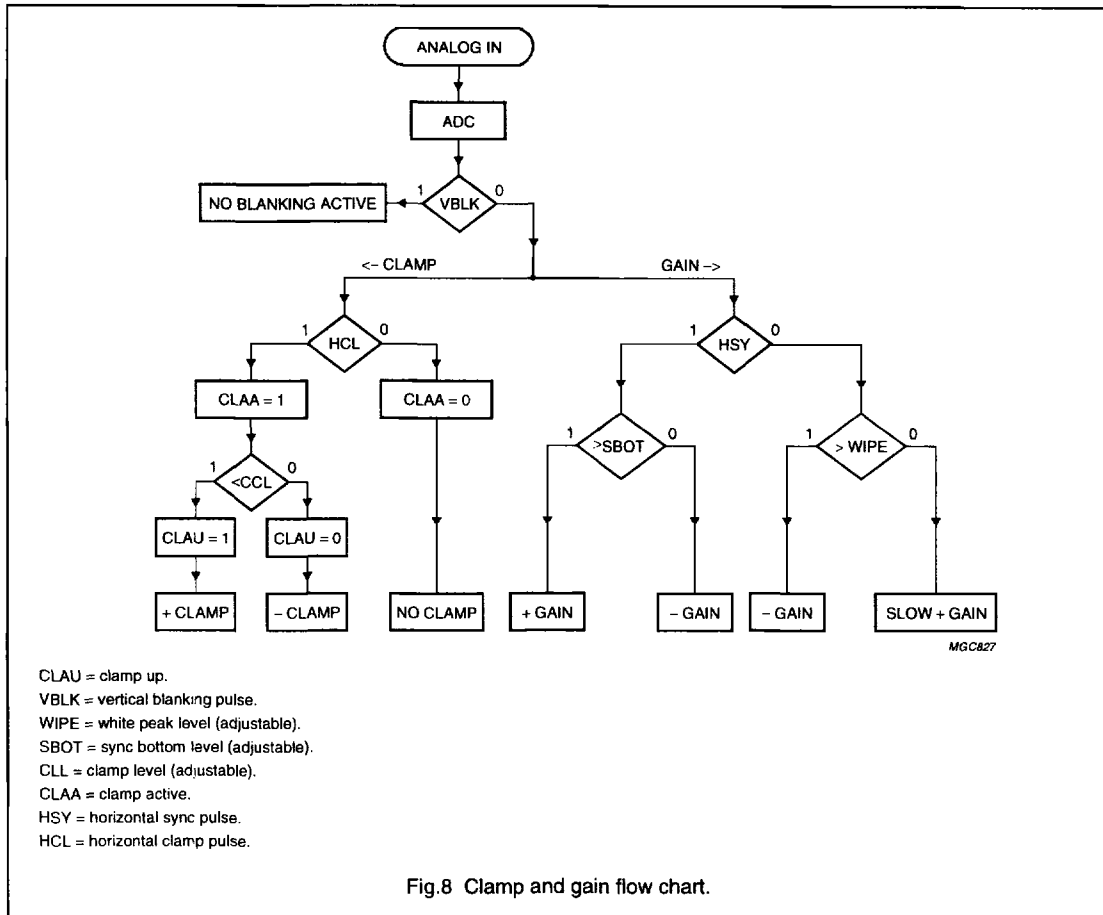 ANALOG IN
ADC
1 0
NO BLANKING ACTIVE VBLK
<– CLAMP GAIN –>
1 HCL 0 1 HSY 0
CLAA = 1 CLAA = 0
1 >SBOT 0 1 > WIPE 0
1 <CCL 0
CLAU = 1 CLAU = 0
+ CLAMP – CLAMP NO CLAMP + GAIN – GAIN – GAIN SLOW + GAIN
MGC827
CLAU = clamp up.
VBLK = vertical blanking pulse.
WIPE = white peak level (adjustable).
SBOT = sync bottom level (adjustable).
CLL = clamp level (adjustable).
CLAA = clamp active.
HSY = horizontal sync pulse.
HCL = horizontal clamp pulse.
Fig.8 Clamp and gain flow chart.